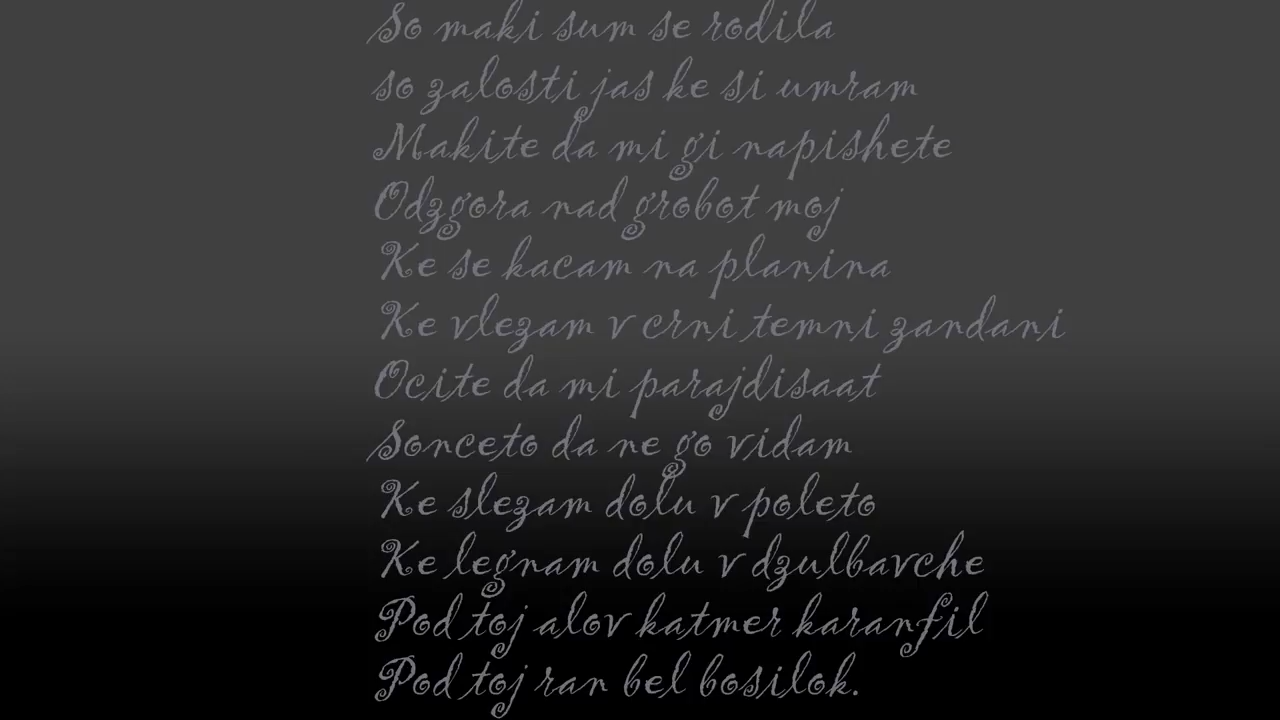 So maki sum se rodila
so zalosti jas ke si umram
Makite da mi gi napishete
Odzgora nad grobot moj
Ke se kacam na planina
Ke vlezam v crni temni zandani
Ocite da mi parajdisaat
Sonceto da ne go vidam
Ke slezam dolu v poleto
Ke legnam dolu v dzulbavche
Pod toj alov katmer karanfil
Pod toj ran bel bosilok.